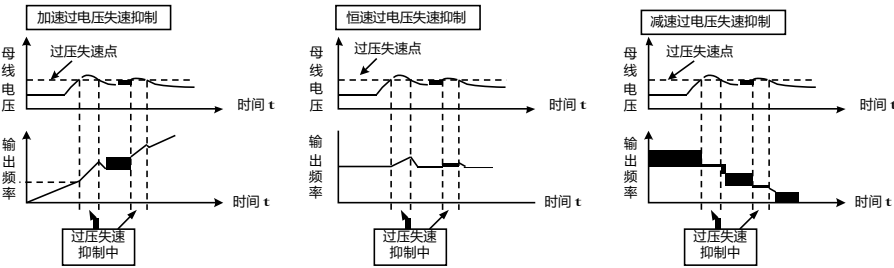 加速过电压失速抑制
母线电压
过压失速点
时间 t
输出频率
时间 t
过压失速
抑制中
恒速过电压失速抑制
母线电压
过压失速点
时间 t
输出频率
时间 t
过压失速
抑制中
减速过电压失速抑制
母线电压
过压失速点
时间 t
输出频率
时间 t
过压失速
抑制中